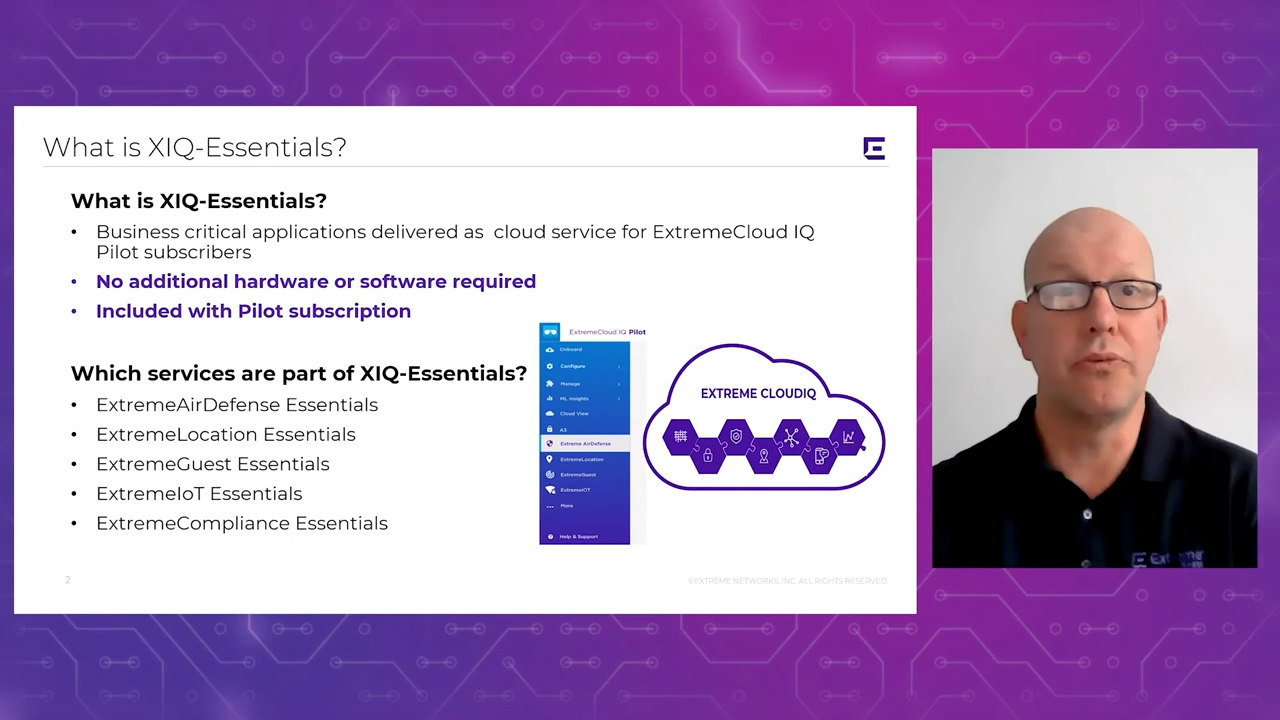 What is XIQ-Essentials?
What is XIQ-Essentials?
• Business critical applications delivered as cloud service for ExtremeCloud IQ
Pilot subscribers
• No additional hardware or software required
• Included with Pilot subscription
Which services are part of XIQ-Essentials?
• ExtremeAirDefense Essentials
• ExtremeLocation Essentials
• ExtremeGuest Essentials
• ExtremeIoT Essentials
• ExtremeCompliance Essentials
ExtremeCloud IQ Pilot
Onboard
Configure
Manage
ML Insights
Cloud View
A3
Extreme AirDefense
ExtremeLocation
ExtremeGuest
ExtremeIOT
More
Help & Support
EXTREME CLOUDIQ
2
©EXTREME NETWORKS, INC. ALL RIGHTS RESERVED.